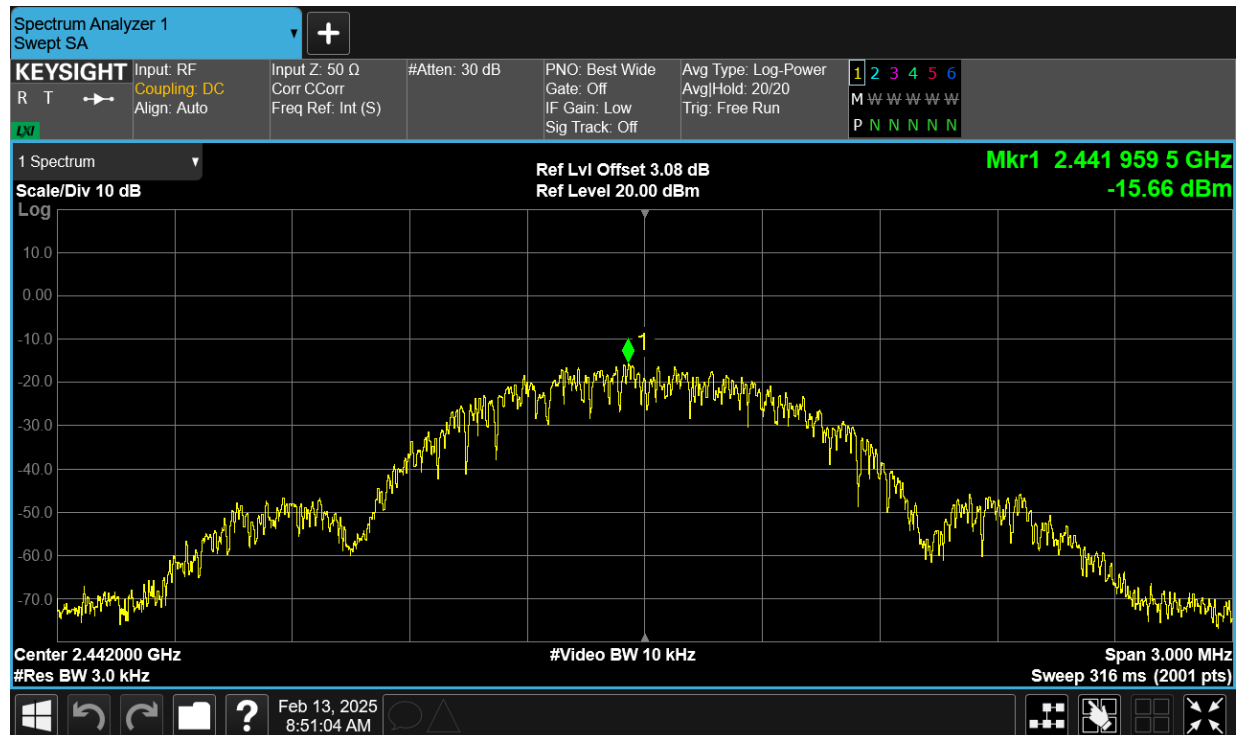 Spectrum Analyzer 1
Swept SA
▼
+
KEYSIGHT
R T
LXI
Input: RF
Coupling: DC
Align: Auto
Input Z: 50 Ω
Corr CCorr
Freq Ref: Int (S)
#Atten: 30 dB
PNO: Best Wide
Gate: Off
IF Gain: Low
Sig Track: Off
Avg Type: Log-Power
Avg|Hold: 20/20
Trig: Free Run
1 2 3 4 5 6
M W W W W W
P N N N N N
1 Spectrum ▼
Scale/Div 10 dB
Log
Ref Lvl Offset 3.08 dB
Ref Level 20.00 dBm
Mkr1 2.441 959 5 GHz
-15.66 dBm
10.0
0.00
-10.0
1
-20.0
-30.0
-40.0
-50.0
-60.0
-70.0
Center 2.442000 GHz
#Res BW 3.0 kHz
#Video BW 10 kHz
Span 3.000 MHz
Sweep 316 ms (2001 pts)
?
Feb 13, 2025
8:51:04 AM